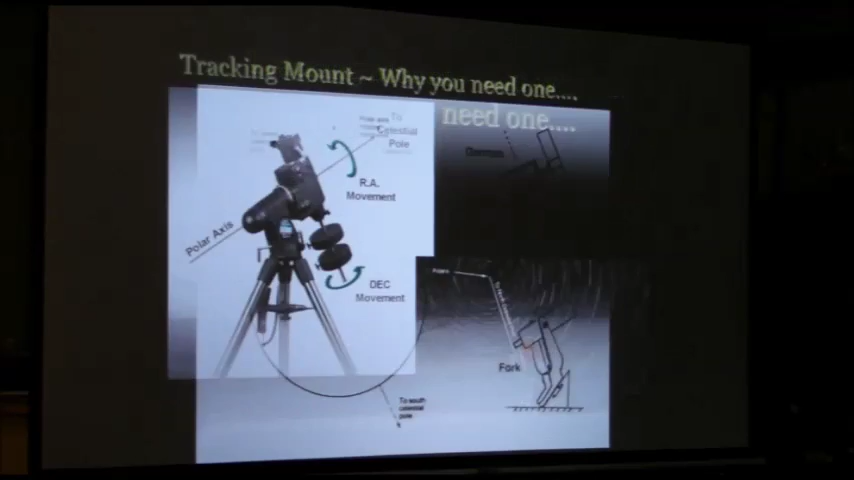 Tracking Mount ~ Why you need one....
need one....
To
Celestial
Pole
R.A.
Movement
Polar Axis
DEC
Movement
Fork
To south
celestial
pole